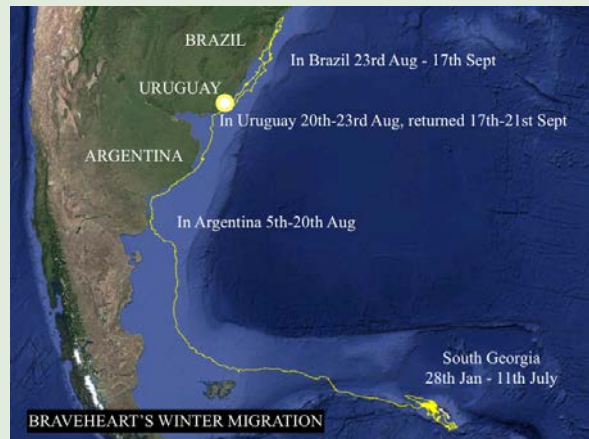 BRAZIL
In Brazil 23rd Aug - 17th Sept
URUGUAY
In Uruguay 20th-23rd Aug, returned 17th-21st Sept
ARGENTINA
In Argentina 5th-20th Aug
South Georgia
28th Jan - 11th July
BRAVEHEART'S WINTER MIGRATION